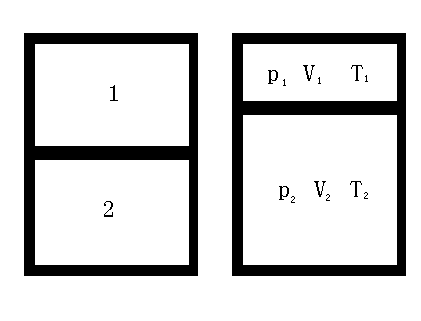 1
2
p₁ V₁ T₁
p₂ V₂ T₂